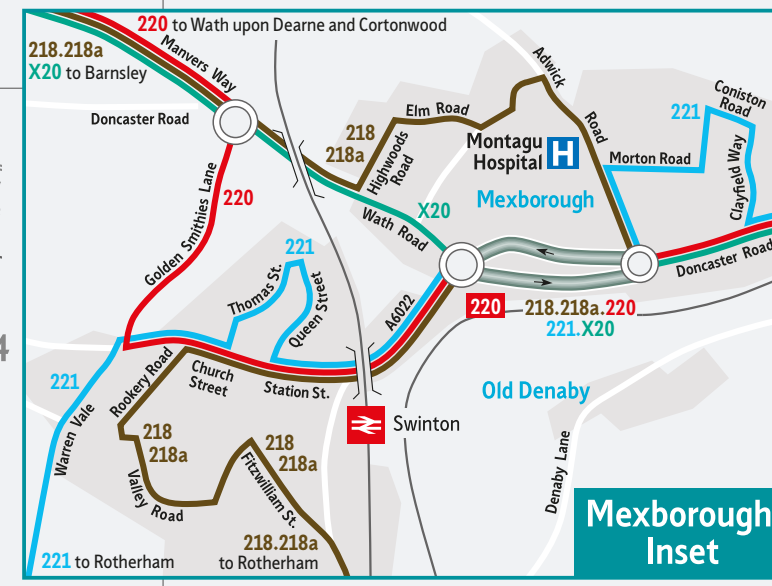 220 to Wath upon Dearne and Cortonwood
218.218a
X20 to Barnsley
Manvers Way
Doncaster Road
Golden Smithies Lane
220
218
218a
Highwoods
Road
Elm Road
Adwick
Road
Montagu
Hospital
H
Mexborough
X20
Wath Road
221
Coniston
Road
Morton Road
Clayfield Way
Doncaster Road
220
218.218a.220
221.X20
221
Thomas St.
Queen Street
A6022
Church
Street
Station St.
Rookery Road
221
Warren Vale
218
218a
Valley Road
218
218a
Fitzwilliam St.
218.218a
to Rotherham
221 to Rotherham
Swinton
Old Denaby
Denaby Lane
Mexborough
Inset
4